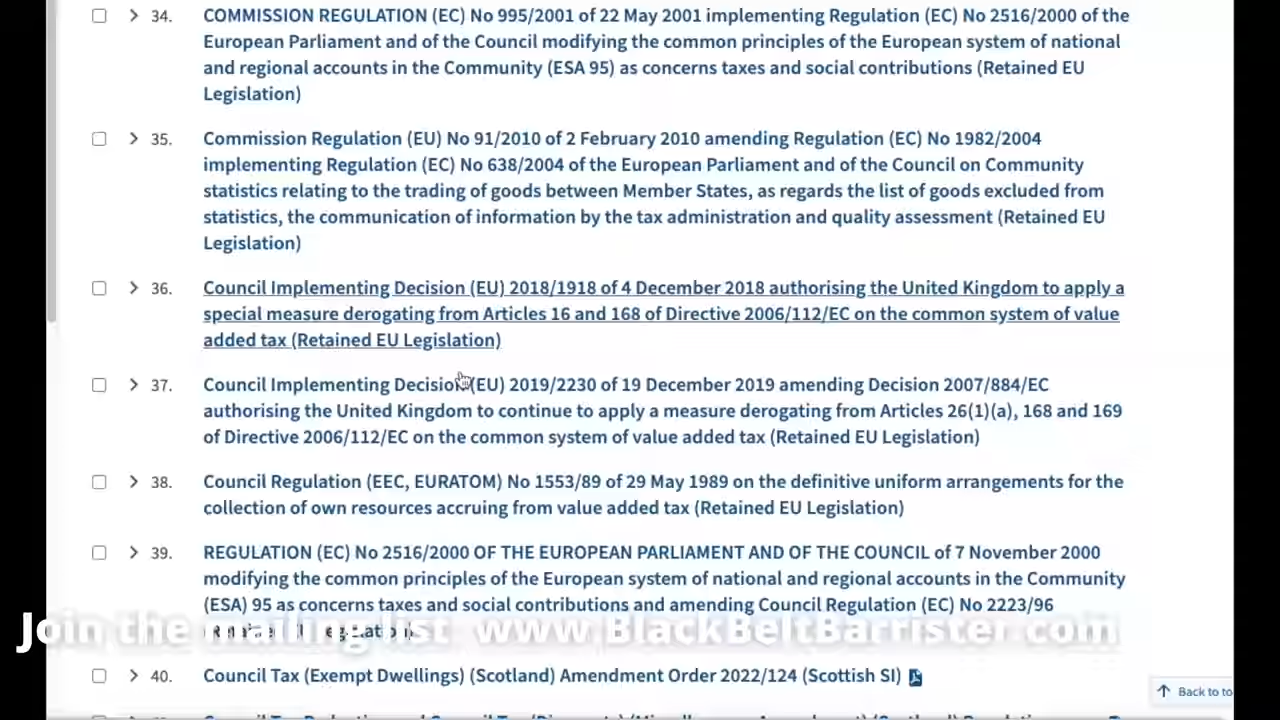 34. COMMISSION REGULATION (EC) No 995/2001 of 22 May 2001 implementing Regulation (EC) No 2516/2000 of the
European Parliament and of the Council modifying the common principles of the European system of national
and regional accounts in the Community (ESA 95) as concerns taxes and social contributions (Retained EU
Legislation)
35. Commission Regulation (EU) No 91/2010 of 2 February 2010 amending Regulation (EC) No 1982/2004
implementing Regulation (EC) No 638/2004 of the European Parliament and of the Council on Community
statistics relating to the trading of goods between Member States, as regards the list of goods excluded from
statistics, the communication of information by the tax administration and quality assessment (Retained EU
Legislation)
36. Council Implementing Decision (EU) 2018/1918 of 4 December 2018 authorising the United Kingdom to apply a
special measure derogating from Articles 16 and 168 of Directive 2006/112/EC on the common system of value
added tax (Retained EU Legislation)
37. Council Implementing Decision (EU) 2019/2230 of 19 December 2019 amending Decision 2007/884/EC
authorising the United Kingdom to continue to apply a measure derogating from Articles 26(1)(a), 168 and 169
of Directive 2006/112/EC on the common system of value added tax (Retained EU Legislation)
38. Council Regulation (EEC, EURATOM) No 1553/89 of 29 May 1989 on the definitive uniform arrangements for the
collection of own resources accruing from value added tax (Retained EU Legislation)
39. REGULATION (EC) No 2516/2000 OF THE EUROPEAN PARLIAMENT AND OF THE COUNCIL of 7 November 2000
modifying the common principles of the European system of national and regional accounts in the Community
(ESA) 95 as concerns taxes and social contributions and amending Council Regulation (EC) No 2223/96
Join the mailing list www BlackBeltBarrister com
40. Council Tax (Exempt Dwellings) (Scotland) Amendment Order 2022/124 (Scottish SI)
Back to to